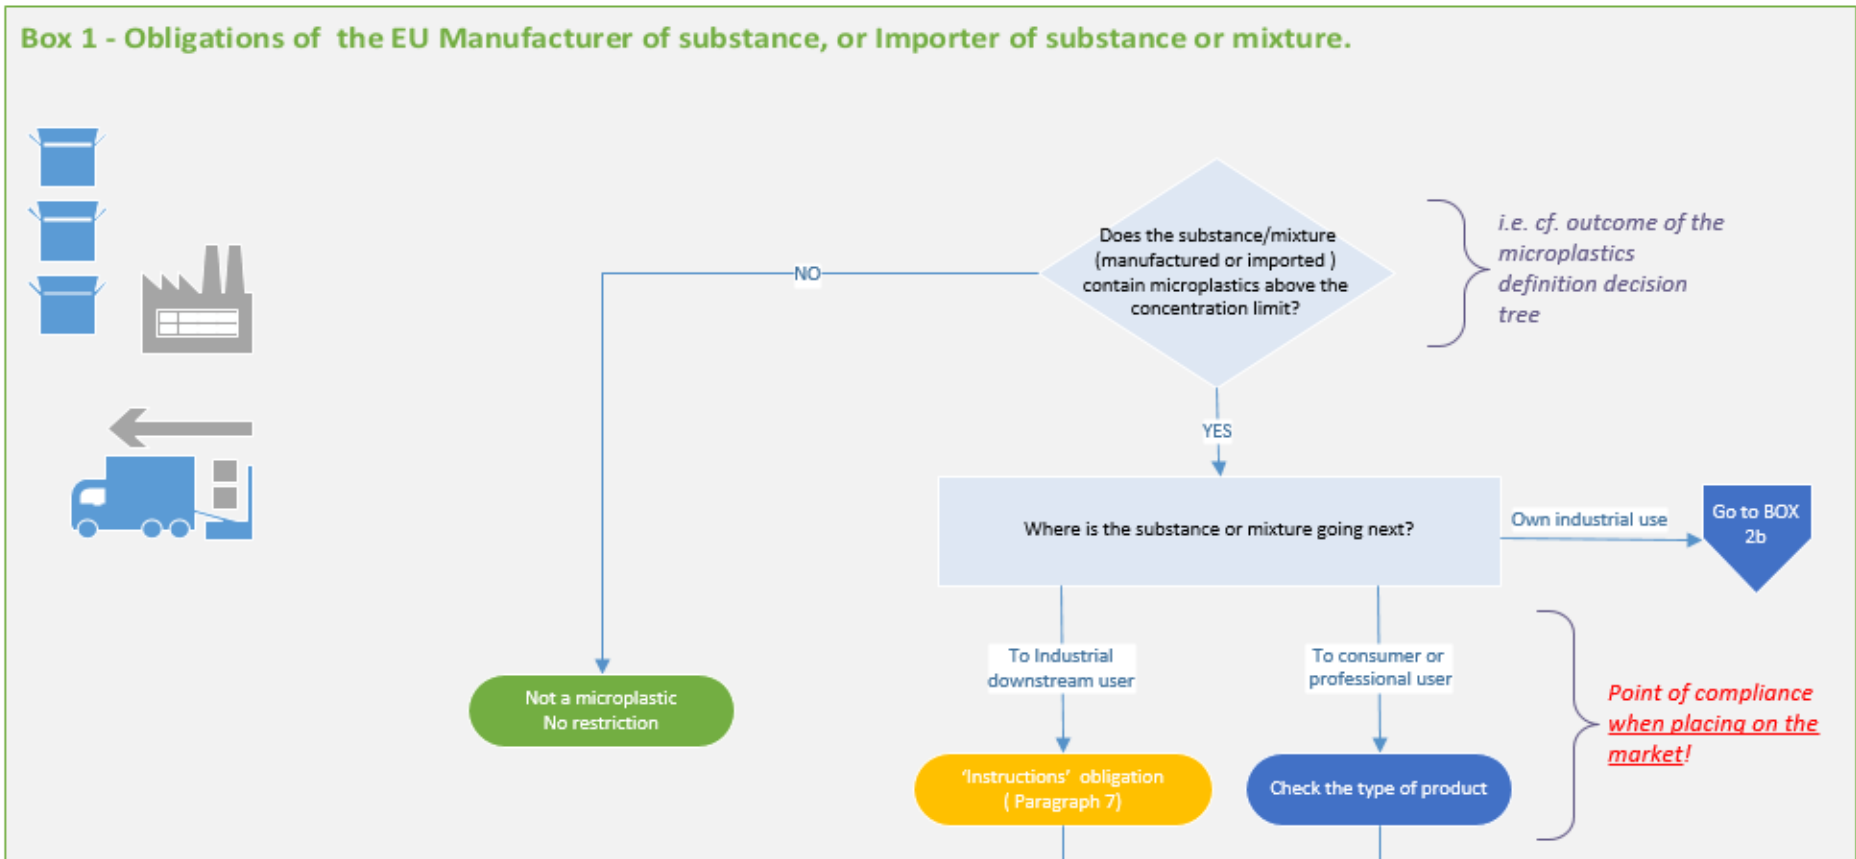 Box 1 - Obligations of the EU Manufacturer of substance, or Importer of substance or mixture.
Does the substance/mixture
(manufactured or imported )
contain microplastics above the
concentration limit?
i.e. cf. outcome of the
microplastics
definition decision
tree
NO
YES
Where is the substance or mixture going next?
Own industrial use
Go to BOX
2b
To Industrial
downstream user
To consumer or
professional user
Not a microplastic
No restriction
Point of compliance
when placing on the
market!
‘Instructions’ obligation
( Paragraph 7)
Check the type of product